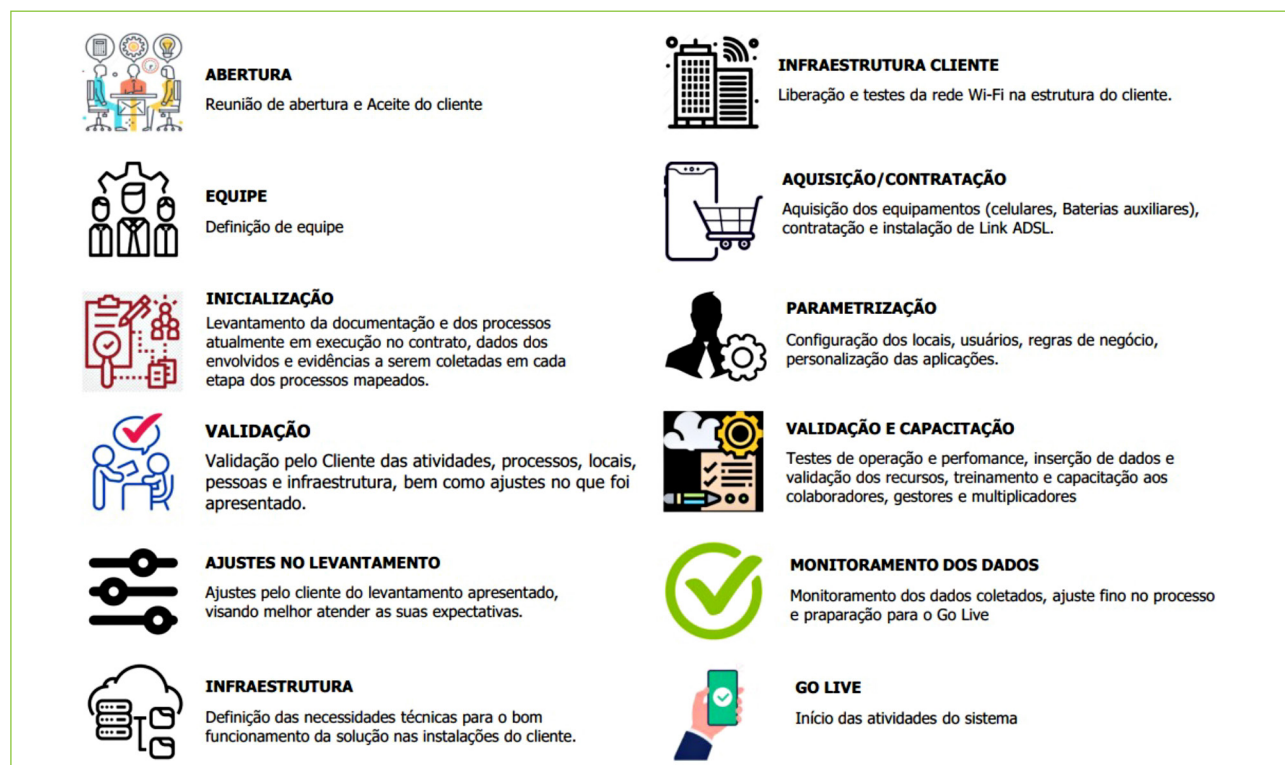 ABERTURA
Reunião de abertura e Aceite do cliente
EQUIPE
Definição de equipe
INICIALIZAÇÃO
Levantamento da documentação e dos processos
atualmente em execução no contrato, dados dos
envolvidos e evidências a serem coletadas em cada
etapa dos processos mapeados.
VALIDAÇÃO
Validação pelo Cliente das atividades, processos, locais,
pessoas e infraestrutura, bem como ajustes no que foi
apresentado.
AJUSTES NO LEVANTAMENTO
Ajustes pelo cliente do levantamento apresentado,
visando melhor atender as suas expectativas.
INFRAESTRUTURA
Definição das necessidades técnicas para o bom
funcionamento da solução nas instalações do cliente.
INFRAESTRUTURA CLIENTE
Liberação e testes da rede Wi-Fi na estrutura do cliente.
AQUISIÇÃO/CONTRATAÇÃO
Aquisição dos equipamentos (celulares, Baterias auxiliares),
contratação e instalação de Link ADSL.
PARAMETRIZAÇÃO
Configuração dos locais, usuários, regras de negócio,
personalização das aplicações.
VALIDAÇÃO E CAPACITAÇÃO
Testes de operação e perfomance, inserção de dados e
validação dos recursos, treinamento e capacitação aos
colaboradores, gestores e multiplicadores
MONITORAMENTO DOS DADOS
Monitoramento dos dados coletados, ajuste fino no processo
e praparação para o Go Live
GO LIVE
Início das atividades do sistema